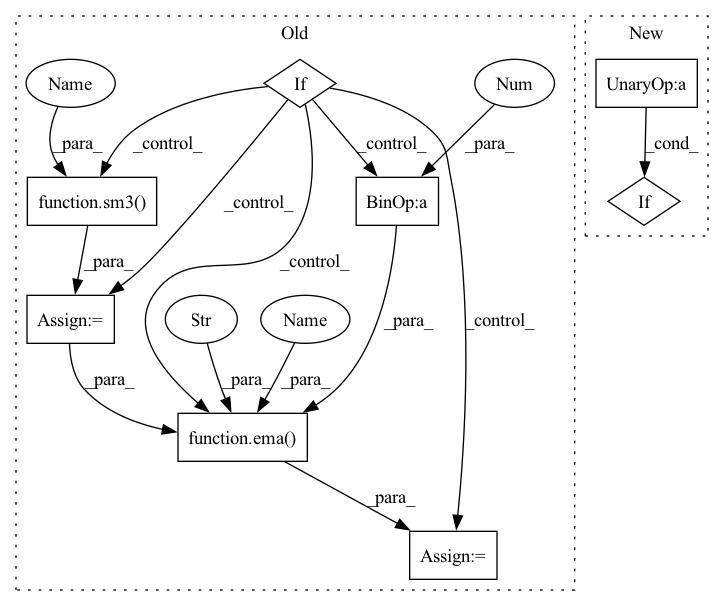 Old
New
Name
If
Num
UnaryOp:a
_para_
_control_
_control_
_para_
_cond_
function.sm3()
BinOp:a
If
_control_
_para_
_control_
Assign:=
Str
Name
_control_
_para_
_para_
_para_
_para_
function.ema()
_para_
Assign:=